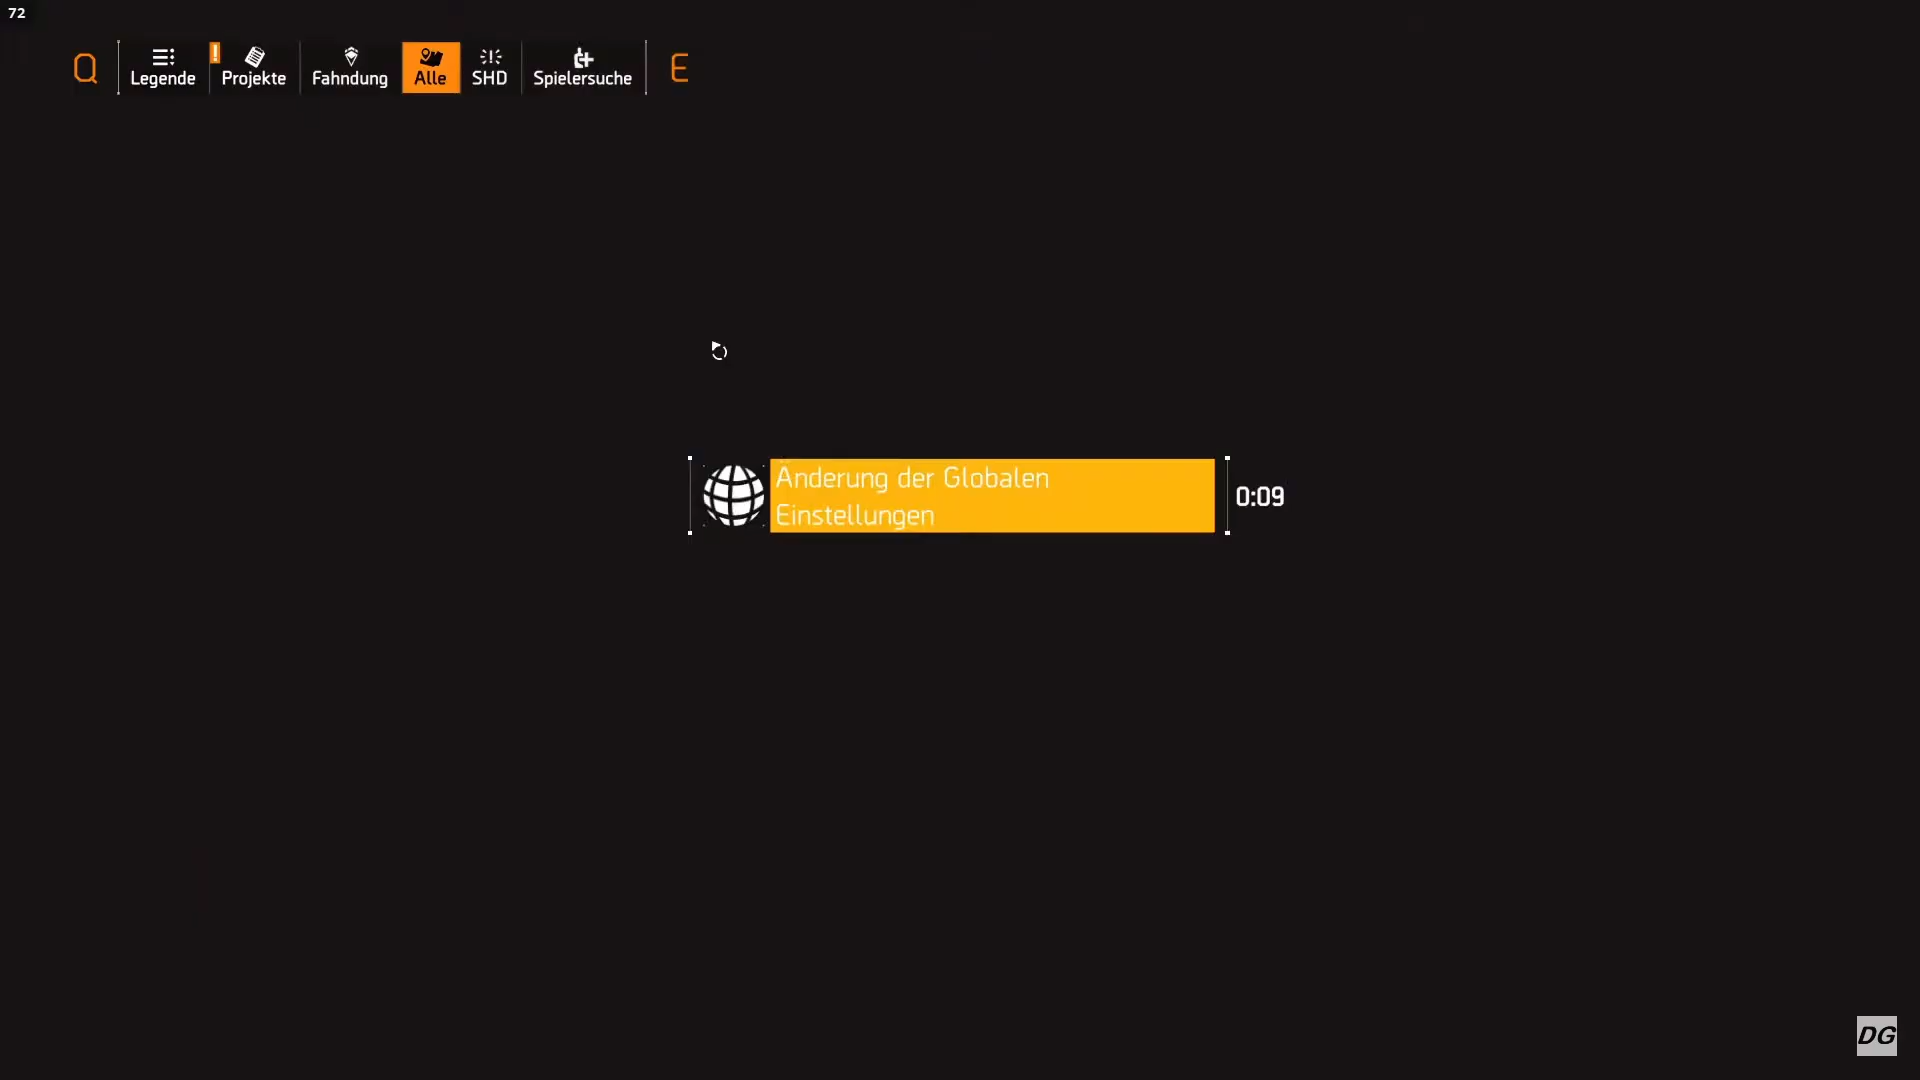 72
Q Legende ! Projekte Fahndung Alle SHD Spielersuche E
Änderung der Globalen
Einstellungen
0:09
DG